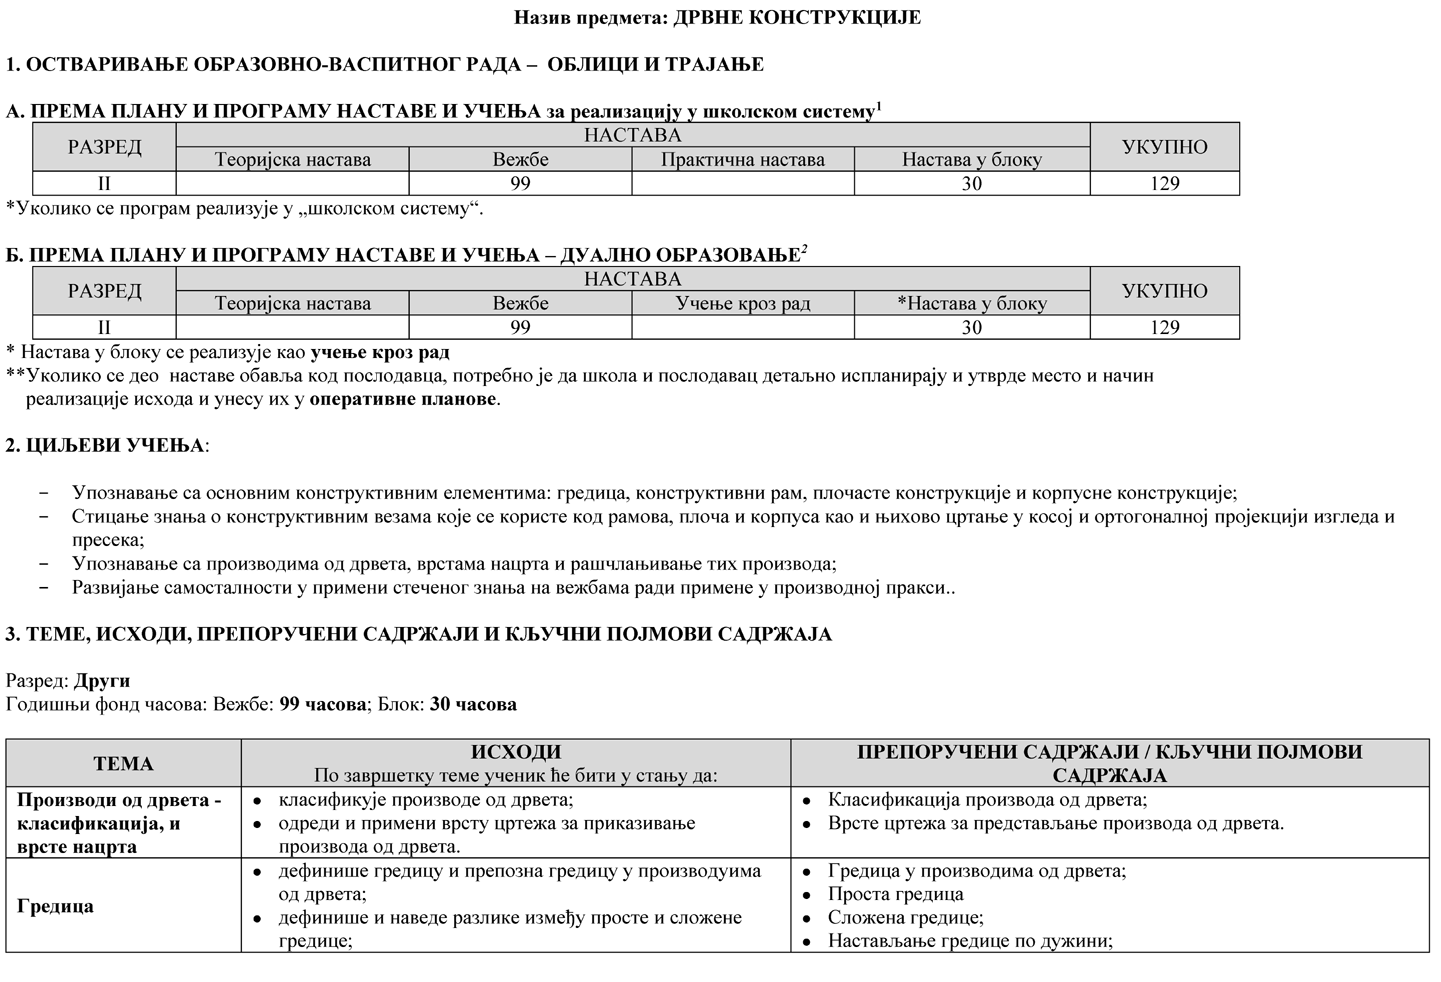 Назив предмета: ДРВНЕ КОНСТРУКЦИЈЕ
1. ОСТВАРИВАЊЕ ОБРАЗОВНО-ВАСПИТНОГ РАДА – ОБЛИЦИ И ТРАЈАЊЕ
А. ПРЕМА ПЛАНУ И ПРОГРАМУ НАСТАВЕ И УЧЕЊА за реализацију у школском систему¹
РАЗРЕД НАСТАВА УКУПНО
Теоријска настава Вежбе Практична настава Настава у блоку
II 99 30 129
*Уколико се програм реализује у „школском систему“.
Б. ПРЕМА ПЛАНУ И ПРОГРАМУ НАСТАВЕ И УЧЕЊА – ДУАЛНО ОБРАЗОВАЊЕ²
РАЗРЕД НАСТАВА УКУПНО
Теоријска настава Вежбе Учење кроз рад *Настава у блоку
II 99 30 129
* Настава у блоку се реализује као учење кроз рад
**Уколико се део наставе обавља код послодавца, потребно је да школа и послодавац детаљно испланирају и утврде место и начин
реализације исхода и унесу их у оперативне планове.
2. ЦИЉЕВИ УЧЕЊА:
– Упознавање са основним конструктивним елементима: гредица, конструктивни рам, плочасте конструкције и корпусне конструкције;
– Стицање знања о конструктивним везама које се користе код рамова, плоча и корпуса као и њихово цртање у косој и ортогоналној пројекцији изгледа и
пресека;
– Упознавање са производима од дрвета, врстама нацрта и рашчлањивање тих производа;
– Развијање самосталности у примени стеченог знања на вежбама ради примене у производној пракси..
3. ТЕМЕ, ИСХОДИ, ПРЕПОРУЧЕНИ САДРЖАЈИ И КЉУЧНИ ПОЈМОВИ САДРЖАЈА
Разред: Други
Годишњи фонд часова: Вежбе: 99 часова; Блок: 30 часова
ТЕМА
ИСХОДИ
По завршетку теме ученик ће бити у стању да:
ПРЕПОРУЧЕНИ САДРЖАЈИ / КЉУЧНИ ПОЈМОВИ
САДРЖАЈА
Производи од дрвета -
класификација, и
врсте нацрта
• класификује производе од дрвета;
• одреди и примени врсту цртежа за приказивање
производа од дрвета.
• Класификација производа од дрвета;
• Врсте цртежа за представљање производа од дрвета.
Гредица
• дефинише гредицу и препозна гредицу у производуима
од дрвета;
• дефинише и наведе разлике између просте и сложене
гредице;
• Гредица у производима од дрвета;
• Проста гредица
• Сложена гредице;
• Настављање гредице по дужини;